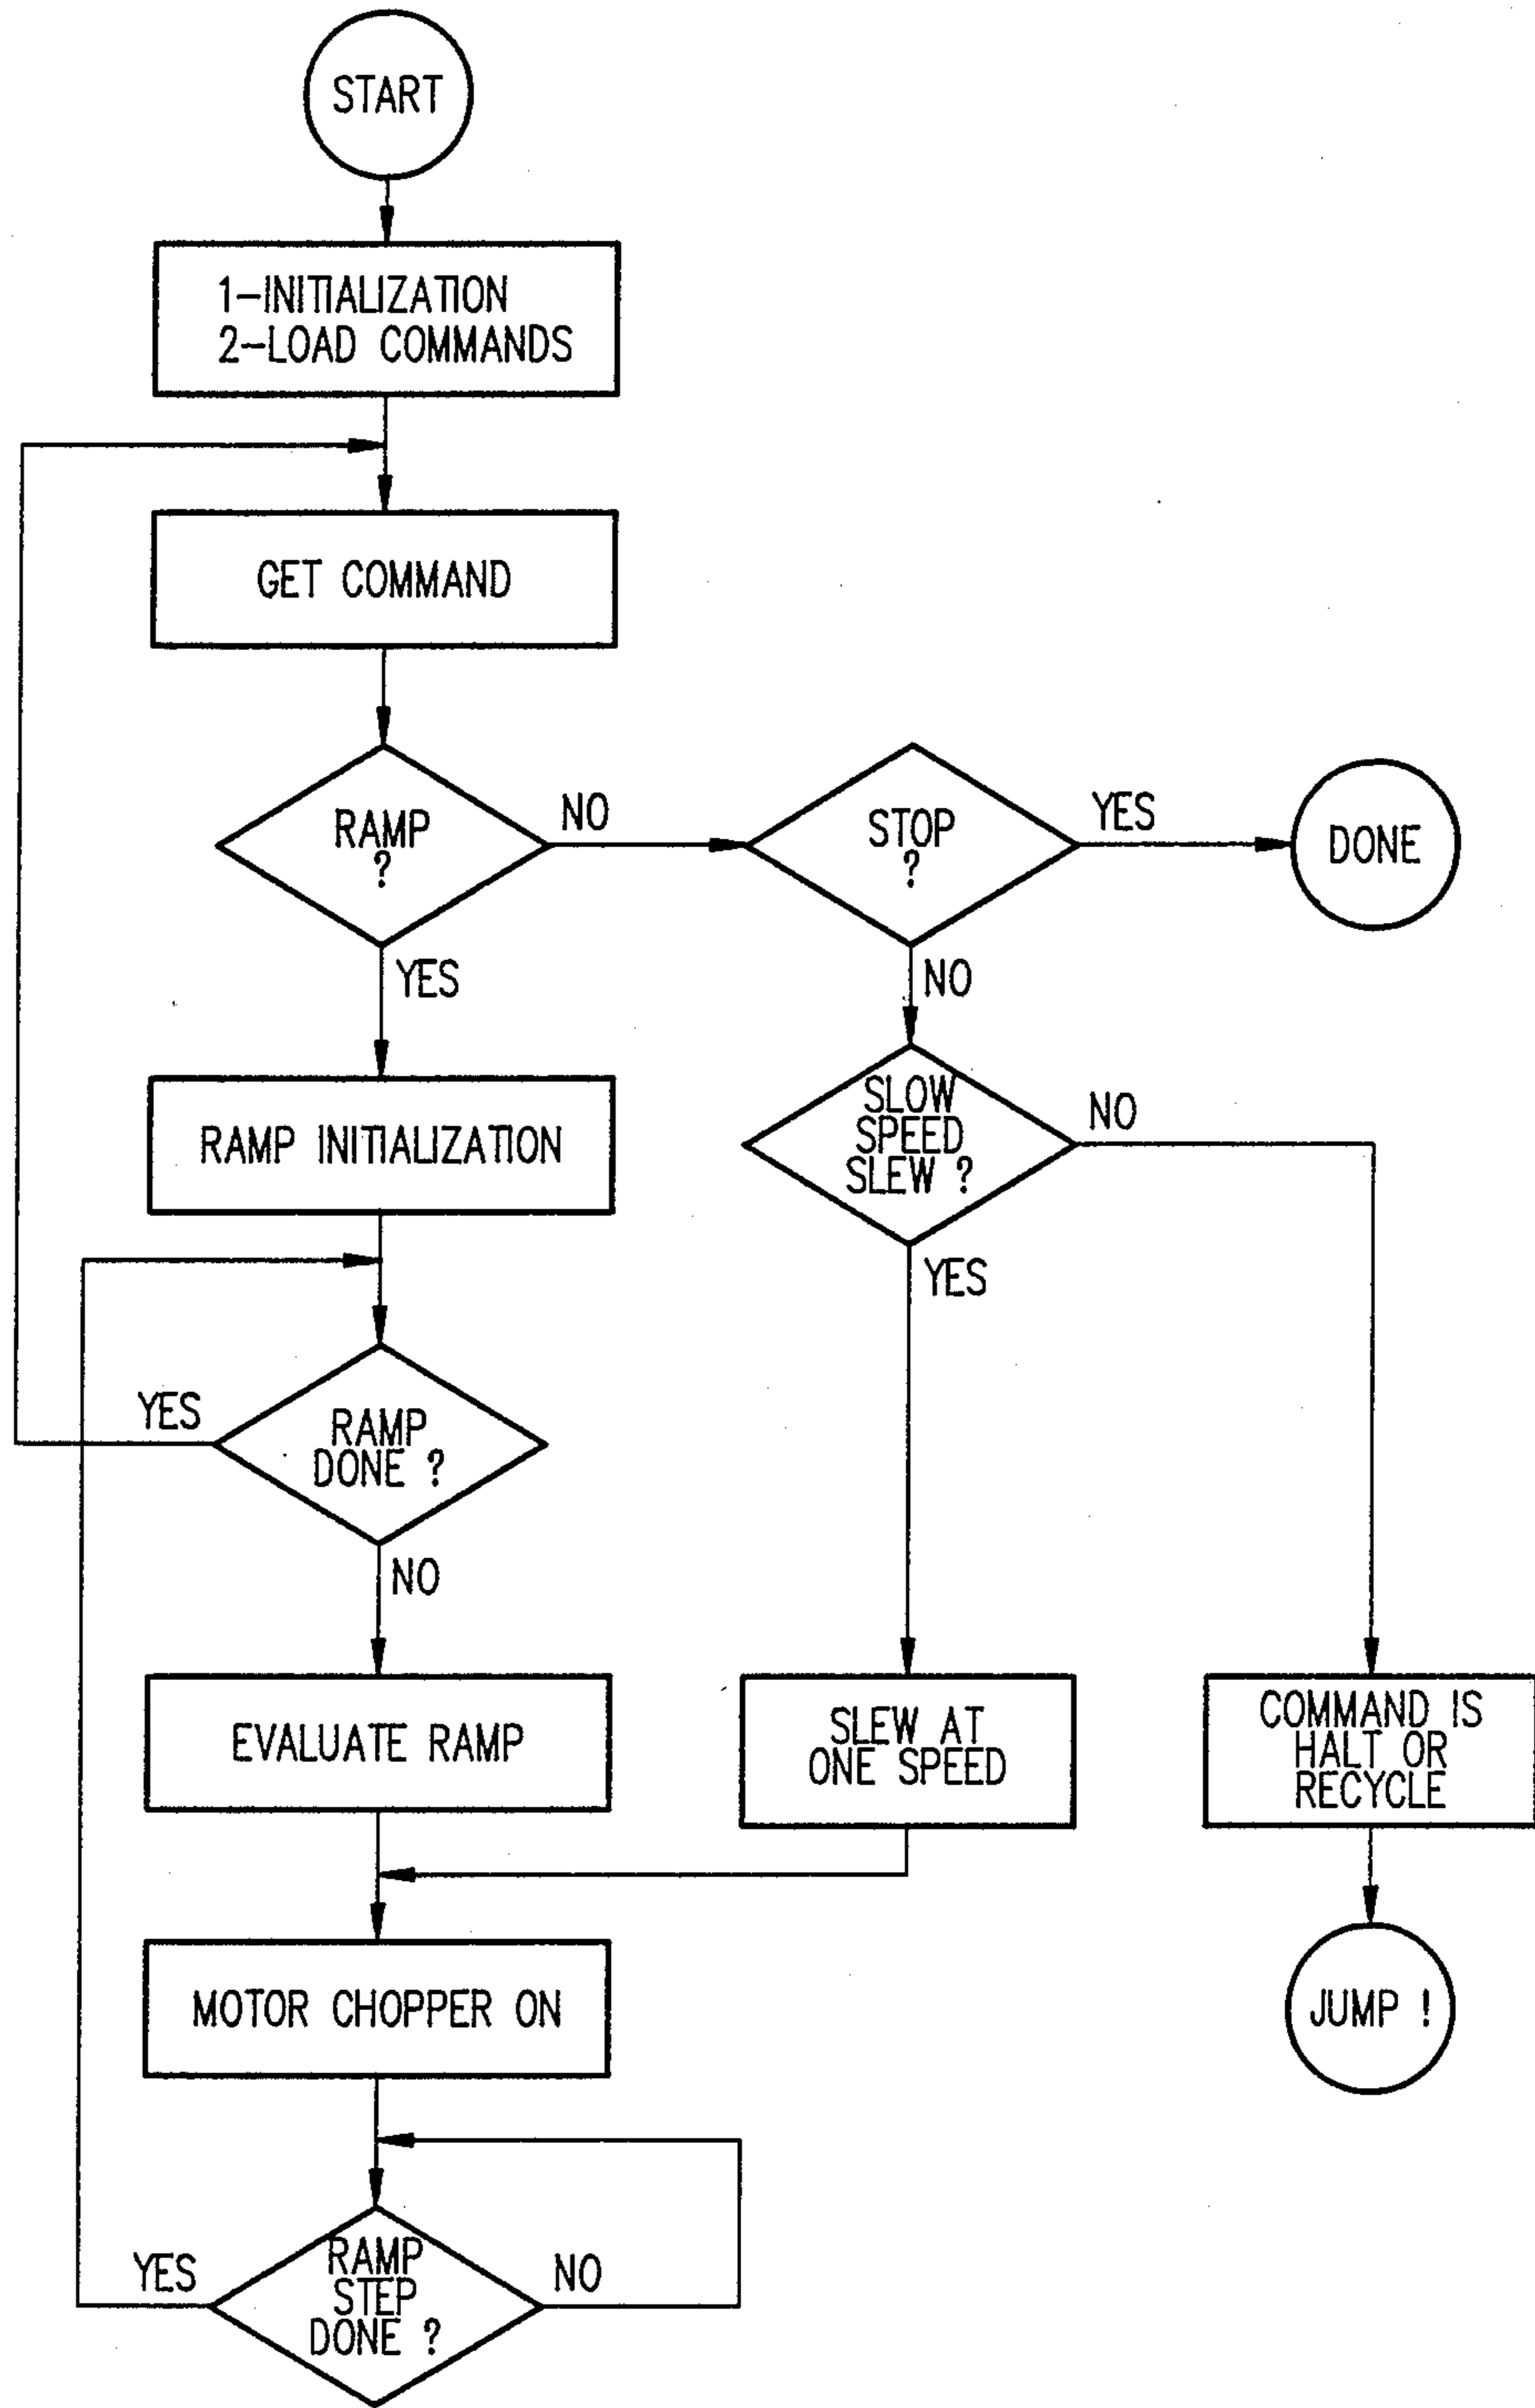 START
1-INITIALIZATION
2-LOAD COMMANDS
GET COMMAND
RAMP
?
NO
STOP
?
YES
DONE
YES
NO
SLOW
SPEED
SLEW ?
NO
RAMP INITIALIZATION
YES
YES
RAMP
DONE ?
NO
EVALUATE RAMP
SLEW AT
ONE SPEED
COMMAND IS
HALT OR
RECYCLE
MOTOR CHOPPER ON
JUMP !
YES
RAMP
STEP
DONE ?
NO